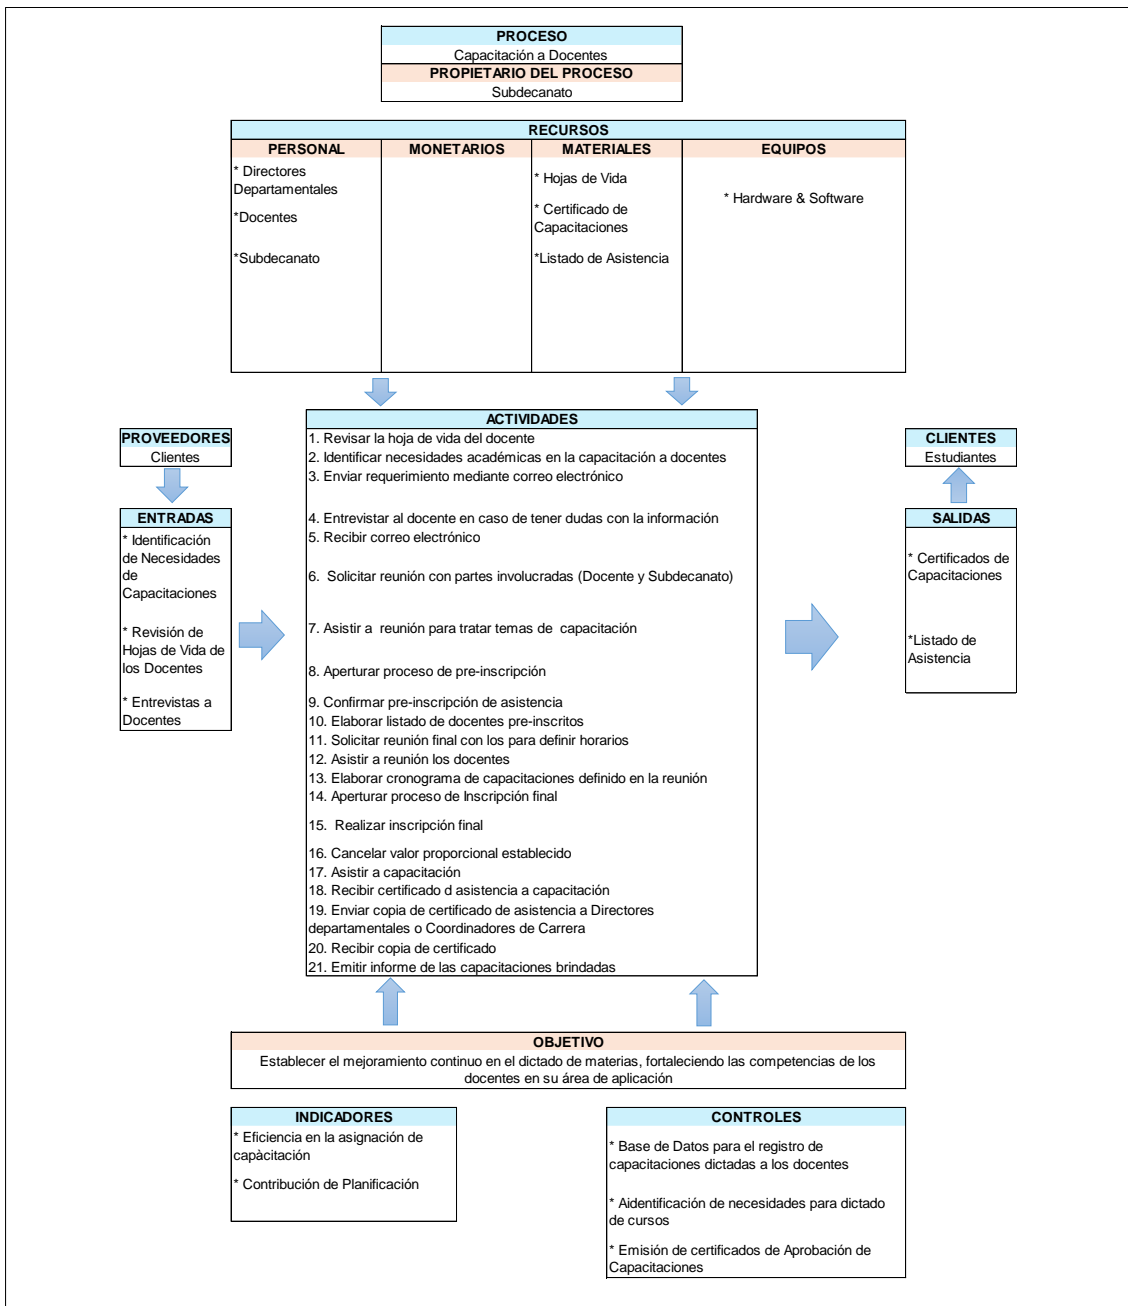 PROCESO
Capacitación a Docentes
PROPIETARIO DEL PROCESO
Subdecanato
RECURSOS
PERSONAL
* Directores
Departamentales
*Docentes
*Subdecanato
MONETARIOS
MATERIALES
* Hojas de Vida
* Certificado de
Capacitaciones
*Listado de Asistencia
EQUIPOS
* Hardware & Software
PROVEEDORES
Clientes
ENTRADAS
* Identificación
de Necesidades
de
Capacitaciones
* Revisión de
Hojas de Vida de
los Docentes
* Entrevistas a
Docentes
ACTIVIDADES
1. Revisar la hoja de vida del docente
2. Identificar necesidades académicas en la capacitación a docentes
3. Enviar requerimiento mediante correo electrónico
4. Entrevistar al docente en caso de tener dudas con la información
5. Recibir correo electrónico
6.  Solicitar reunión con partes involucradas (Docente y Subdecanato)
7. Asistir a  reunión para tratar temas de  capacitación
8. Aperturar proceso de pre-inscripción
9. Confirmar pre-inscripción de asistencia
10. Elaborar listado de docentes pre-inscritos
11. Solicitar reunión final con los para definir horarios
12. Asistir a reunión los docentes
13. Elaborar cronograma de capacitaciones definido en la reunión
14. Aperturar proceso de Inscripción final
15.  Realizar inscripción final
16. Cancelar valor proporcional establecido
17. Asistir a capacitación
18. Recibir certificado d asistencia a capacitación
19. Enviar copia de certificado de asistencia a Directores
departamentales o Coordinadores de Carrera
20. Recibir copia de certificado
21. Emitir informe de las capacitaciones brindadas
CLIENTES
Estudiantes
SALIDAS
* Certificados de
Capacitaciones
*Listado de
Asistencia
OBJETIVO
Establecer el mejoramiento continuo en el dictado de materias, fortaleciendo las competencias de los
docentes en su área de aplicación
INDICADORES
* Eficiencia en la asignación de
capàcitación
* Contribución de Planificación
CONTROLES
* Base de Datos para el registro de
capacitaciones dictadas a los docentes
* Aidentificación de necesidades para dictado
de cursos
* Emisión de certificados de Aprobación de
Capacitaciones